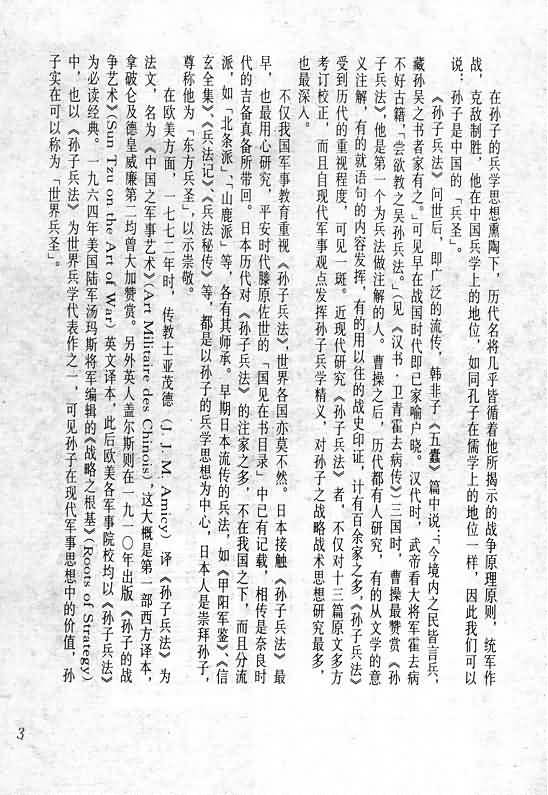 在孙子的兵学思想熏陶下，历代名将几乎皆循着他所揭示的战争原理原则，统军作
战，克敌制胜，他在中国兵学上的地位，如同孔子在儒学上的地位一样，因此我们可以
说：孙子是中国的「兵圣」。
《孙子兵法》问世后，即广泛的流传，韩非子《五蠹》篇中说：「今境内之民皆言兵，
藏孙吴之书者家有之。」可见早在战国时代即已家喻户晓。汉代时，武帝看大将军霍去病
不好古籍「尝欲教之吴孙兵法。」（见《汉书·卫青霍去病传》）三国时，曹操最赞赏《孙
子兵法》，他是第一个为兵法做注解的人。曹操之后，历代都有人研究，有的从文学的意
义注解，有的就语句的内容发挥，有的用以往的战史印证，计有百余家之多，《孙子兵法》
受到历代的重视程度，可见一斑。近现代研究《孙子兵法》者，不仅对十三篇原文多方
考订校正，而且自现代军事观点发挥孙子兵学精义，对孙子之战略战术思想研究最多，
也最深入。
不仅我国军事教育重视《孙子兵法》，世界各国亦莫不然。日本接触《孙子兵法》最
早，也最用心研究，平安时代滕原佐世的「国见在书目录」中已有记载，相传是奈良时
代的吉备真备所带回。日本历代对《孙子兵法》的注家之多，不在我国之下，而且分流
派，如「北条派」、「山鹿派」等，各有其师承。早期日本流传的兵法，如《甲阳军鉴》、《信
玄全集》、《兵法记》、《兵法秘传》等，都是以孙子的兵学思想为中心，日本人是崇拜孙子，
尊称他为「东方兵圣」，以示崇敬。
在欧美方面，一七七二年时，传教士亚茂德（J. J. M. Amicy）译《孙子兵法》为
法文，名为《中国之军事艺术》(Art Militaire des Chinois)，这大概是第一部西方译本，
拿破仑及德皇威廉第二均曾大加赞赏。另外英人盖尔斯则在一九一〇年出版《孙子的战
争艺术》(Sun Tzu on the Art of War) 英文译本，此后欧美各军事院校均以《孙子兵法》
为必读经典。一九六四年美国陆军汤玛斯将军编辑的《战略之根基》(Roots of Strategy)
中，也以《孙子兵法》为世界兵学代表作之一，可见孙子在现代军事思想中的价值，孙
子实在可以称为「世界兵圣」。
3